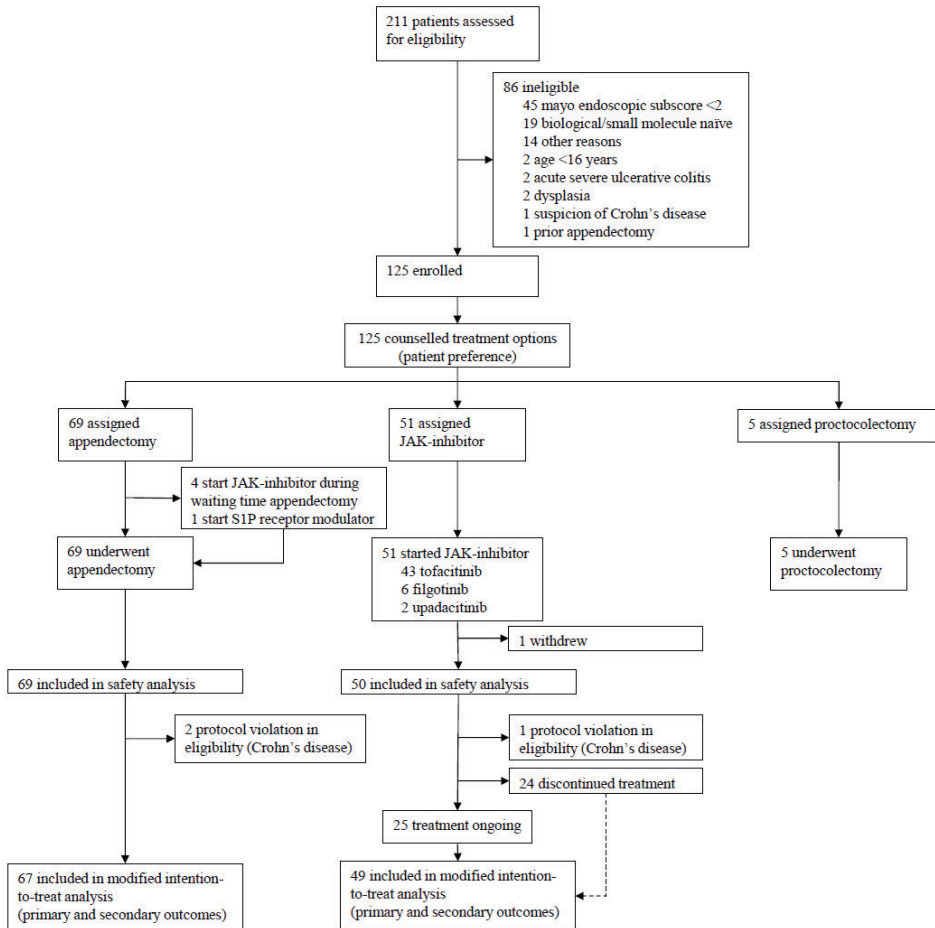 211 patients assessed
for eligibility
86 ineligible
45 mayo endoscopic subscore <2
19 biological/small molecule naïve
14 other reasons
2 age <16 years
2 acute severe ulcerative colitis
2 dysplasia
1 suspicion of Crohn's disease
1 prior appendectomy
125 enrolled
125 counselled treatment options
(patient preference)
69 assigned
appendectomy
51 assigned
JAK-inhibitor
5 assigned proctocolectomy
4 start JAK-inhibitor during
waiting time appendectomy
1 start S1P receptor modulator
69 underwent
appendectomy
51 started JAK-inhibitor
43 tofacitinib
6 filgotinib
2 upadacitinib
5 underwent
proctocolectomy
1 withdrew
69 included in safety analysis
50 included in safety analysis
2 protocol violation in
eligibility (Crohn's disease)
1 protocol violation in
eligibility (Crohn's disease)
24 discontinued treatment
25 treatment ongoing
67 included in modified intention-
to-treat analysis
(primary and secondary outcomes)
49 included in modified intention-
to-treat analysis
(primary and secondary outcomes)